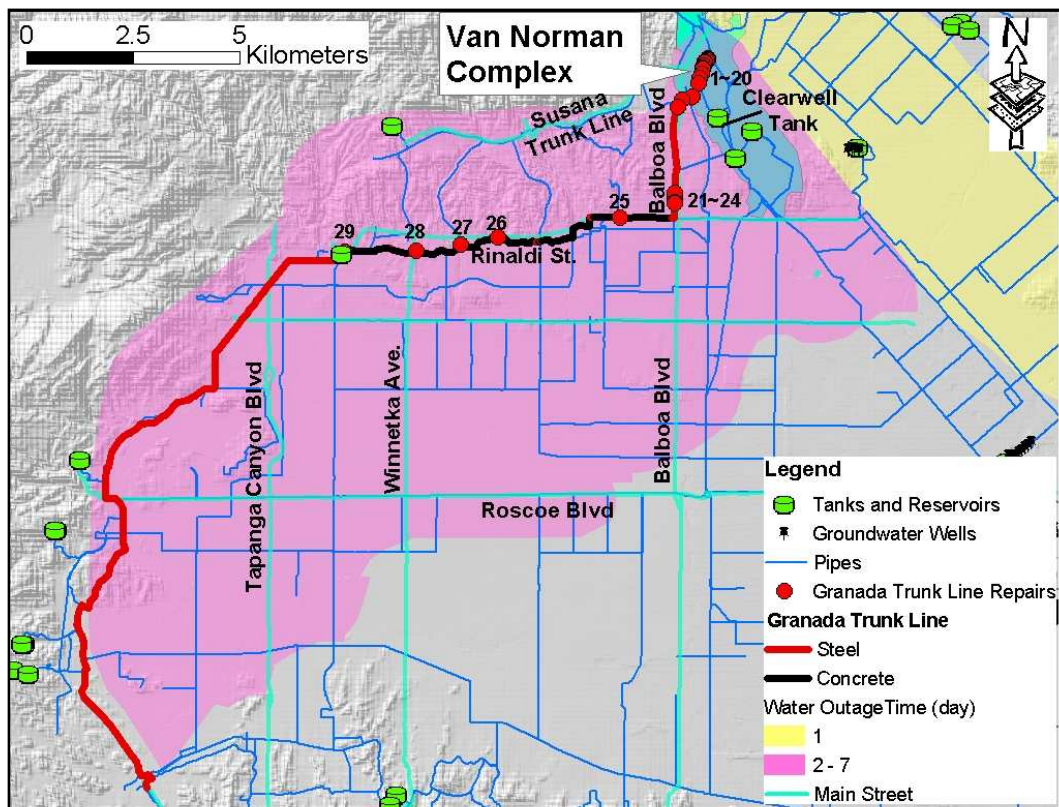 0 2.5 5
Kilometers
Van Norman
Complex
N
1~20
Clearwell
Tank
Susana
Trunk Line
Balboa Blvd
21~24
25
26
27
28
29
Rinaldi St.
Tapanga Canyon Blvd
Winnetka Ave.
Balboa Blvd
Roscoe Blvd
Legend
Tanks and Reservoirs
Groundwater Wells
Pipes
Granada Trunk Line Repairs
Granada Trunk Line
Steel
Concrete
Water OutageTime (day)
1
2 - 7
Main Street